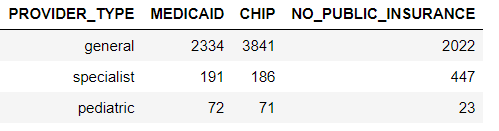 PROVIDER_TYPE MEDICAID CHIP NO_PUBLIC_INSURANCE
general 2334 3841 2022
specialist 191 186 447
pediatric 72 71 23